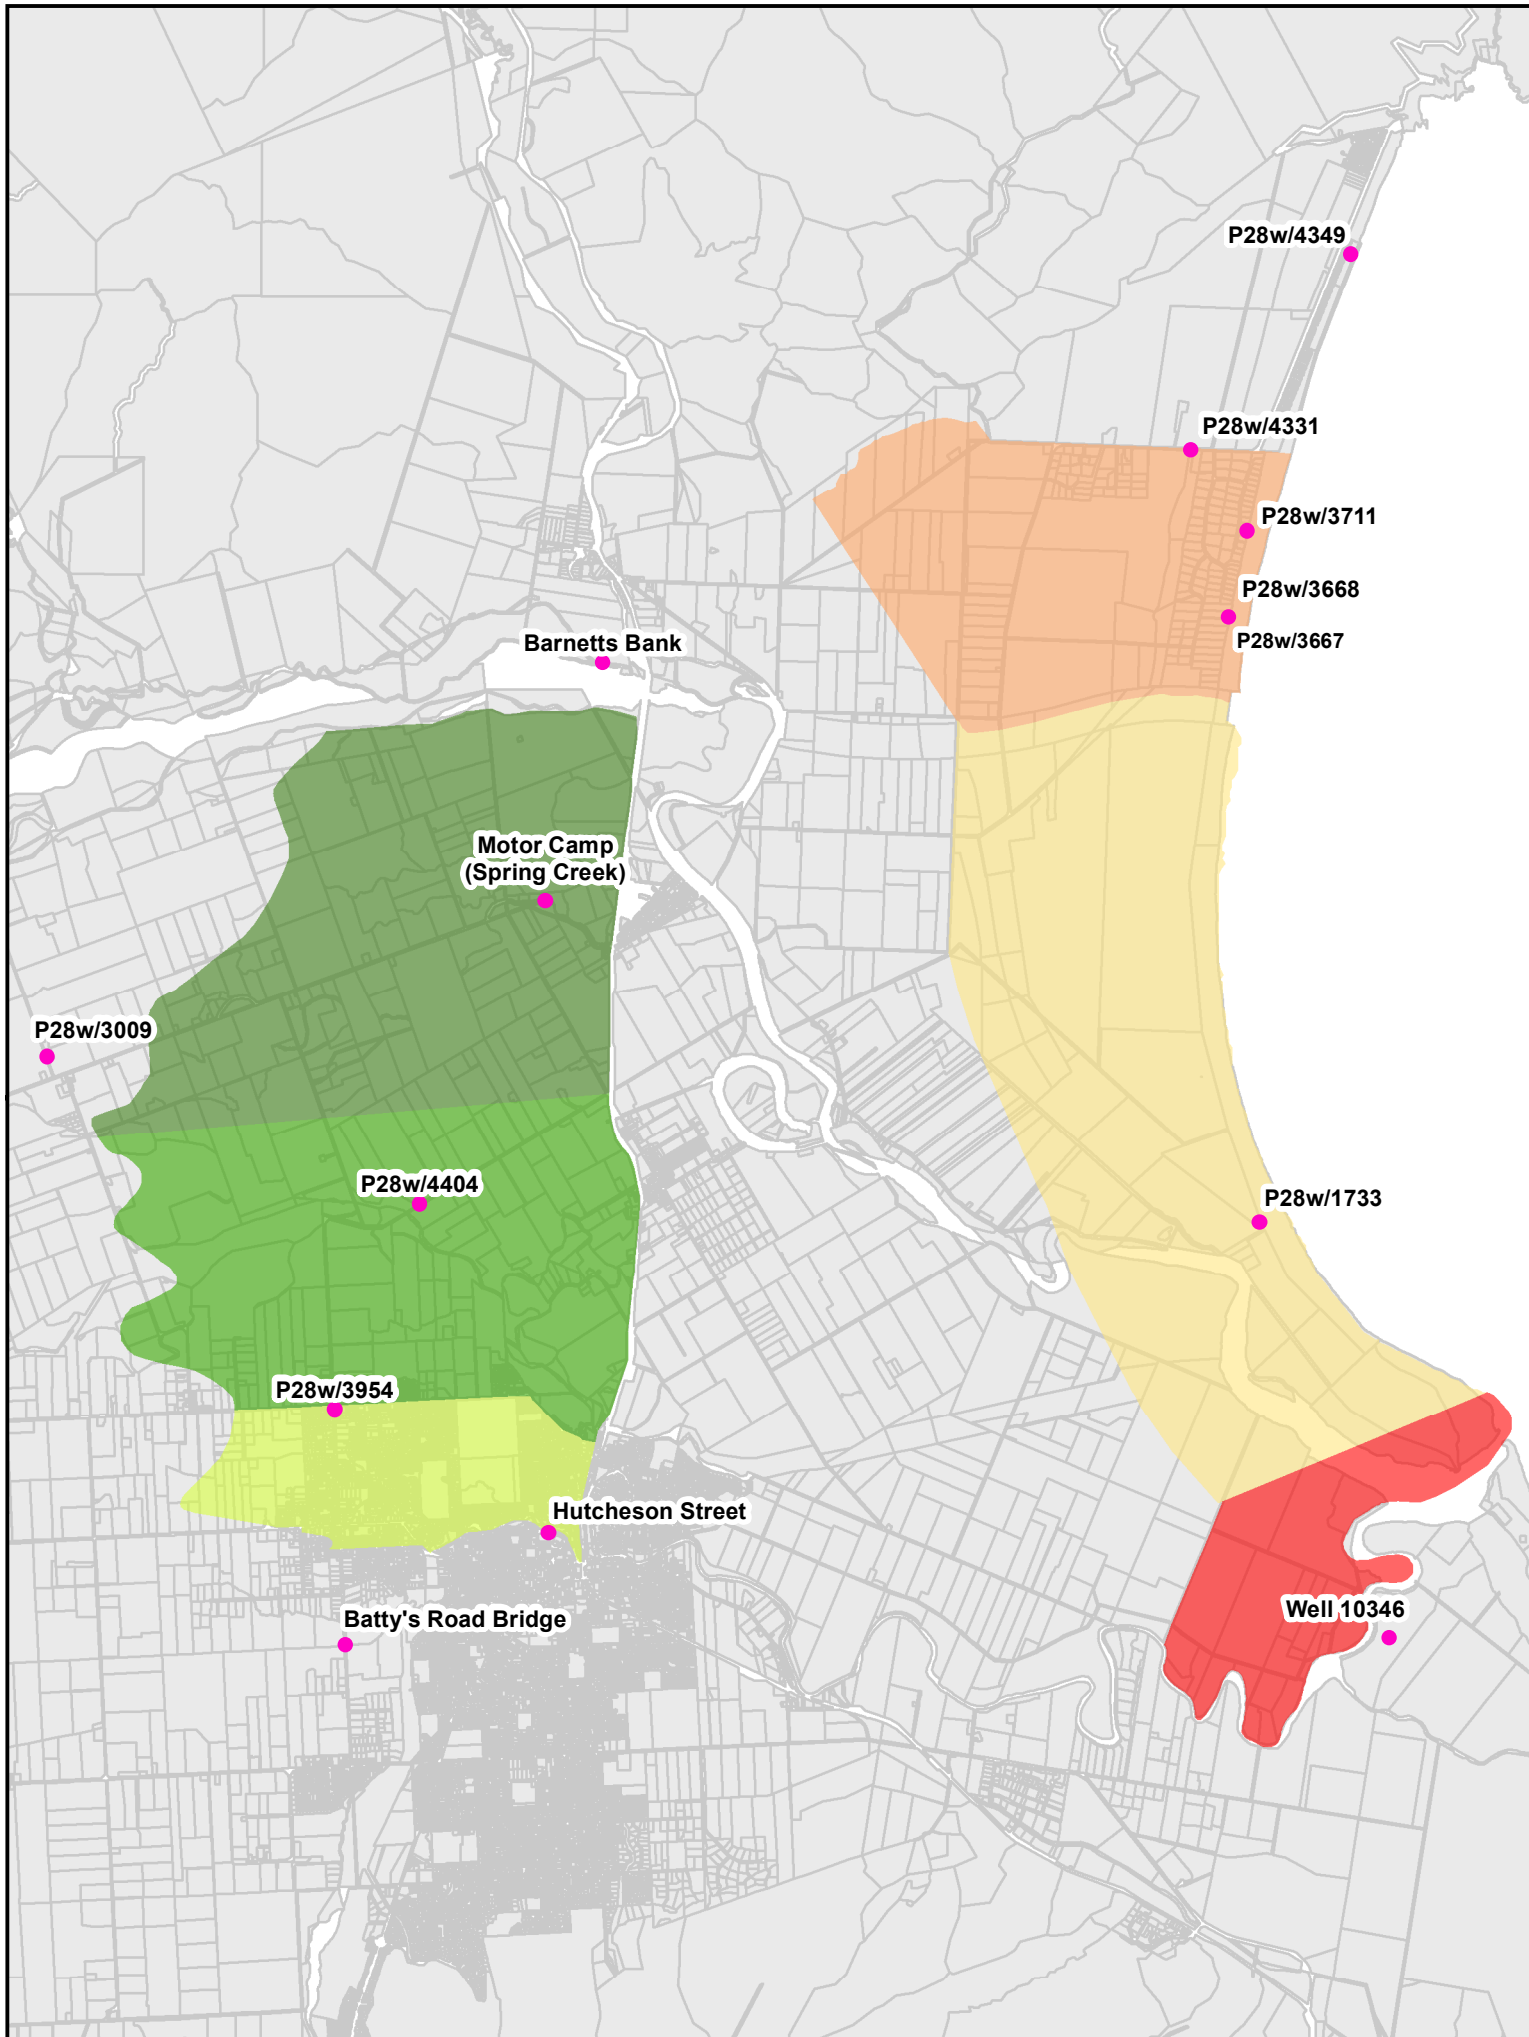 P28w/4349
P28w/4331
P28w/3711
P28w/3668
P28w/3667
Barnetts Bank
Motor Camp
(Spring Creek)
P28w/3009
P28w/4404
P28w/1733
P28w/3954
Hutcheson Street
Well 10346
Batty's Road Bridge